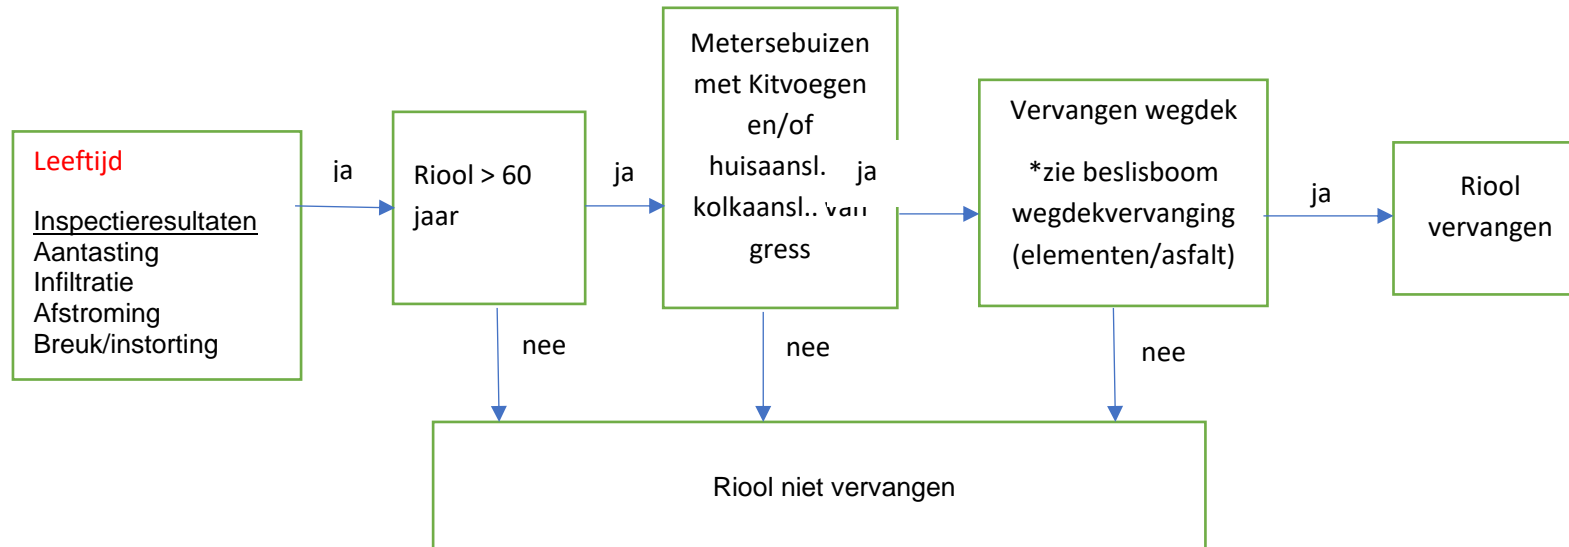 Leeftijd
Inspectieresultaten
Aantasting
Infiltratie
Afstroming
Breuk/instorting
ja
Riool > 60
jaar
ja
Metersebuizen
met Kitvoegen
en/of
huisaansl.
kolkaansl.. van
gress
ja
Vervangen wegdek
*zie beslisboom
wegdekvervanging
(elementen/asfalt)
ja
Riool
vervangen
nee
nee
nee
Riool niet vervangen